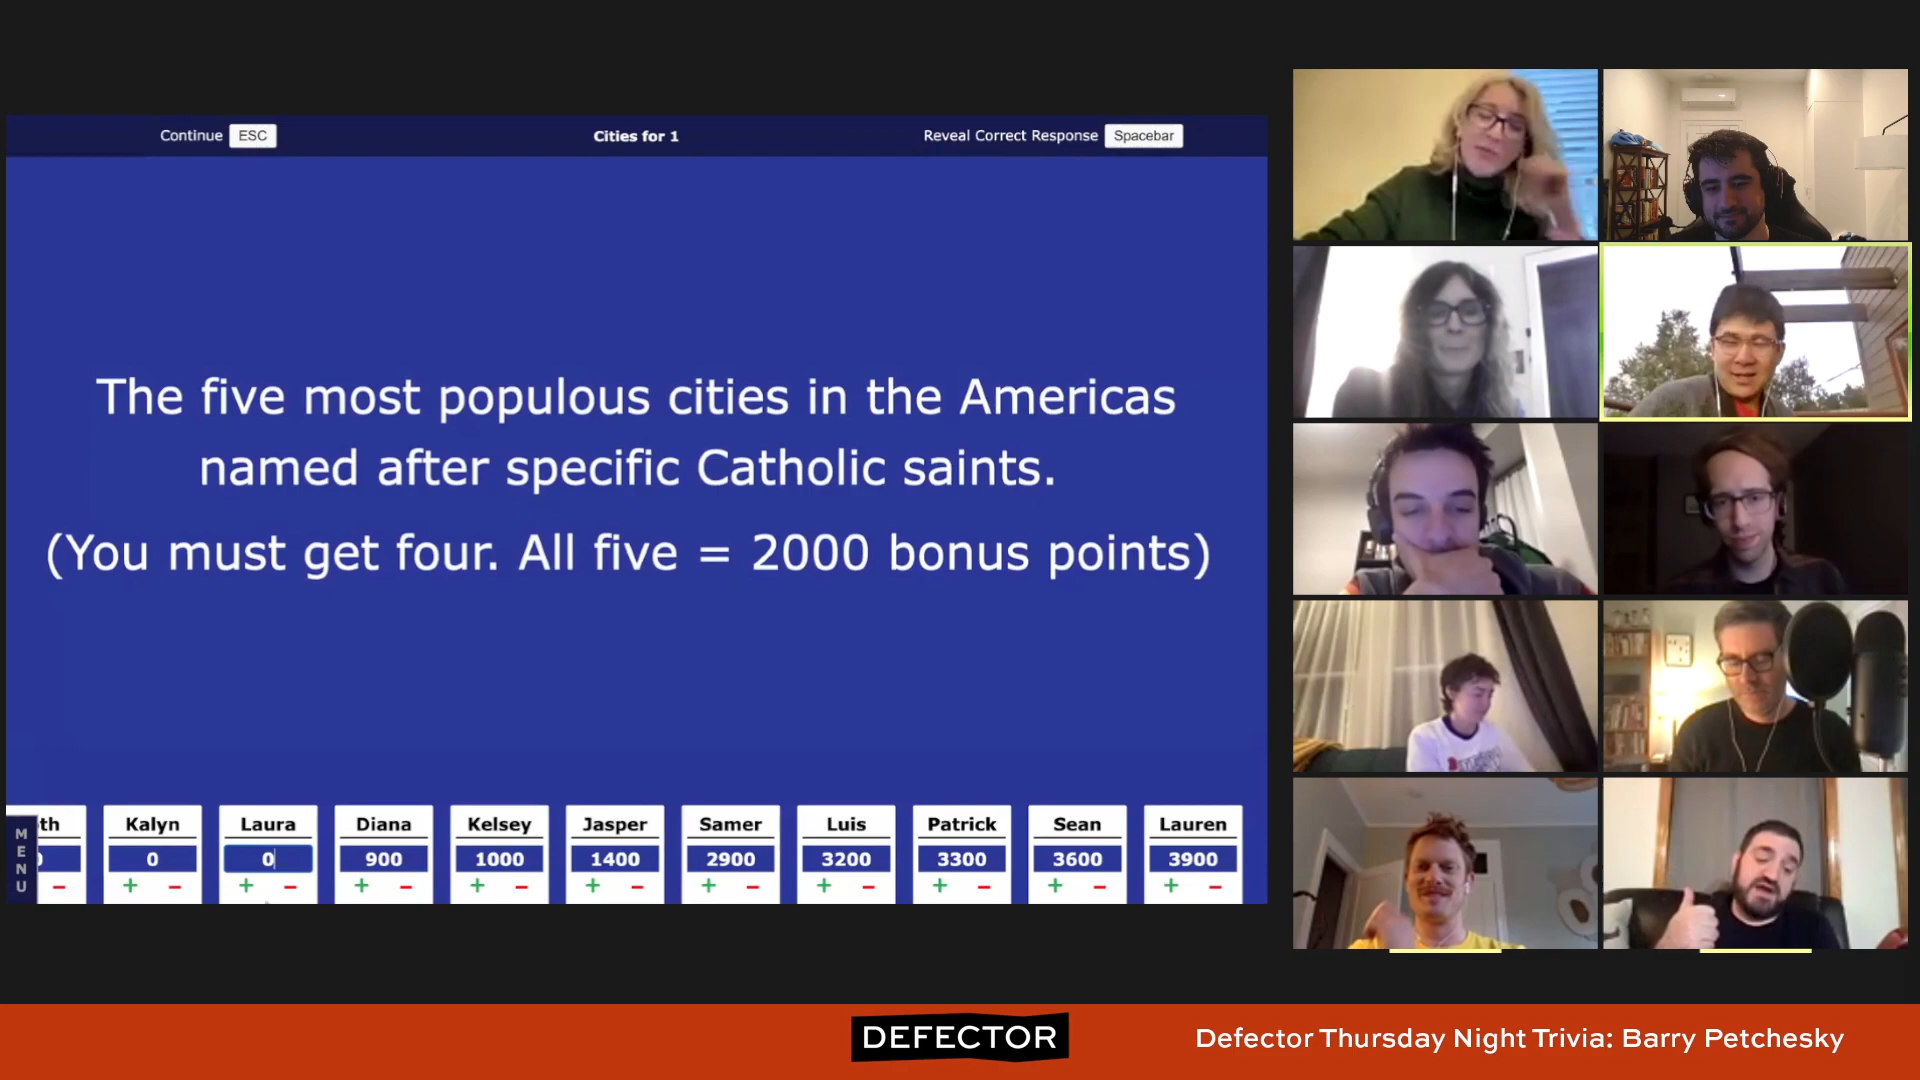 Continue ESC
Cities for 1
Reveal Correct Response Spacebar
The five most populous cities in the Americas
named after specific Catholic saints.
(You must get four. All five = 2000 bonus points)
MENU
Kalyn Laura Diana Kelsey Jasper Samer Luis Patrick Sean Lauren
0 0 900 1000 1400 2900 3200 3300 3600 3900
+ - + - + - + - + - + - + - + - + - + -
DEFECTOR
Defector Thursday Night Trivia: Barry Petchesky